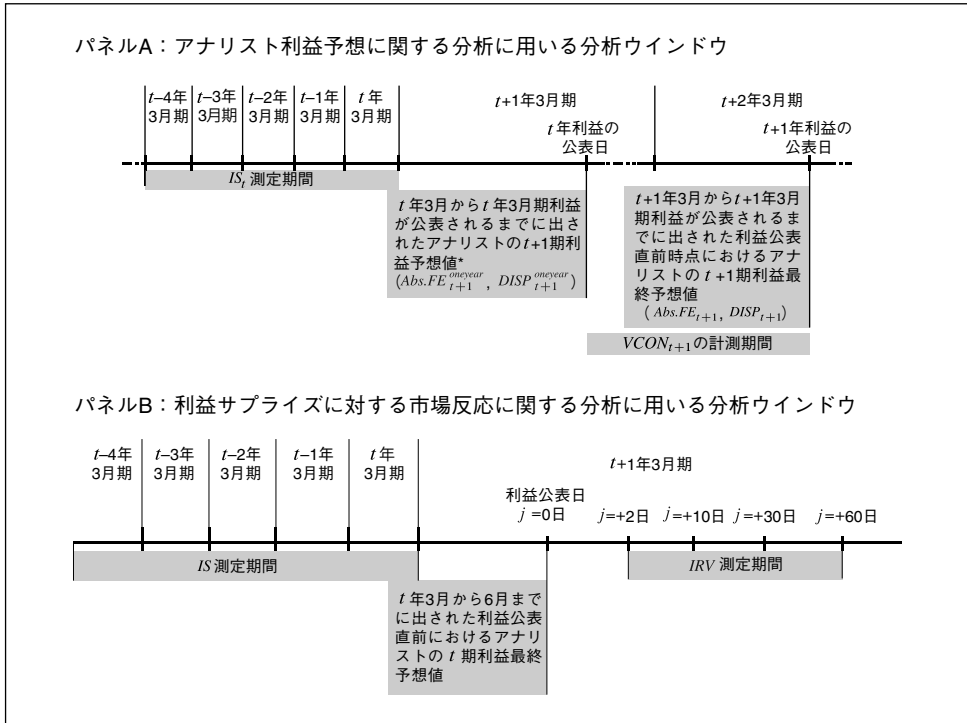 パネルA：アナリスト利益予想に関する分析に用いる分析ウインドウ
t–4年
3月期
t–3年
3月期
t–2年
3月期
t–1年
3月期
t 年
3月期
t+1年3月期
t 年利益の
公表日
t+2年3月期
t+1年利益の
公表日
IS_t 測定期間
t 年3月から t 年3月期利益
が公表されるまでに出さ
れたアナリストのt+1期利
益予想値*
(Abs.FE_{t+1}^{oneyear} , DISP_{t+1}^{oneyear})
t+1年3月からt+1年3月
期利益が公表されるま
でに出された利益公表
直前時点におけるアナ
リストの t +1期利益最
終予想値
( Abs.FE_{t+1}, DISP_{t+1})
VCON_{t+1}の計測期間
パネルB：利益サプライズに対する市場反応に関する分析に用いる分析ウインドウ
t–4年
3月期
t–3年
3月期
t–2年
3月期
t–1年
3月期
t 年
3月期
t+1年3月期
利益公表日
j =0日
j=+2日
j=+10日
j=+30日
j=+60日
IS 測定期間
IRV 測定期間
t 年3月から6月まで
に出された利益公表
直前におけるアナリ
ストの t 期利益最終
予想値